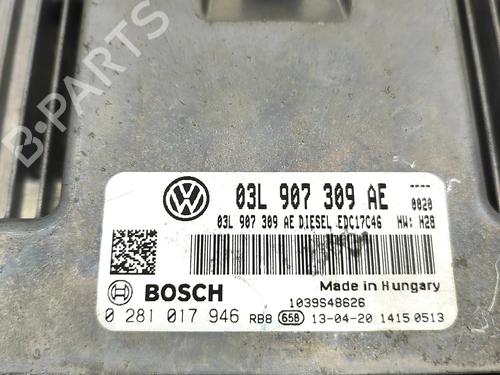 B-PARTS
03L 907 309 AE
----
0020
03L 907 309 AE DIESEL EDC17C46 HW: H28
BOSCH
Made in Hungary
1039S48626
0 281 017 946 RB8 658 13-04-20 1415 0513